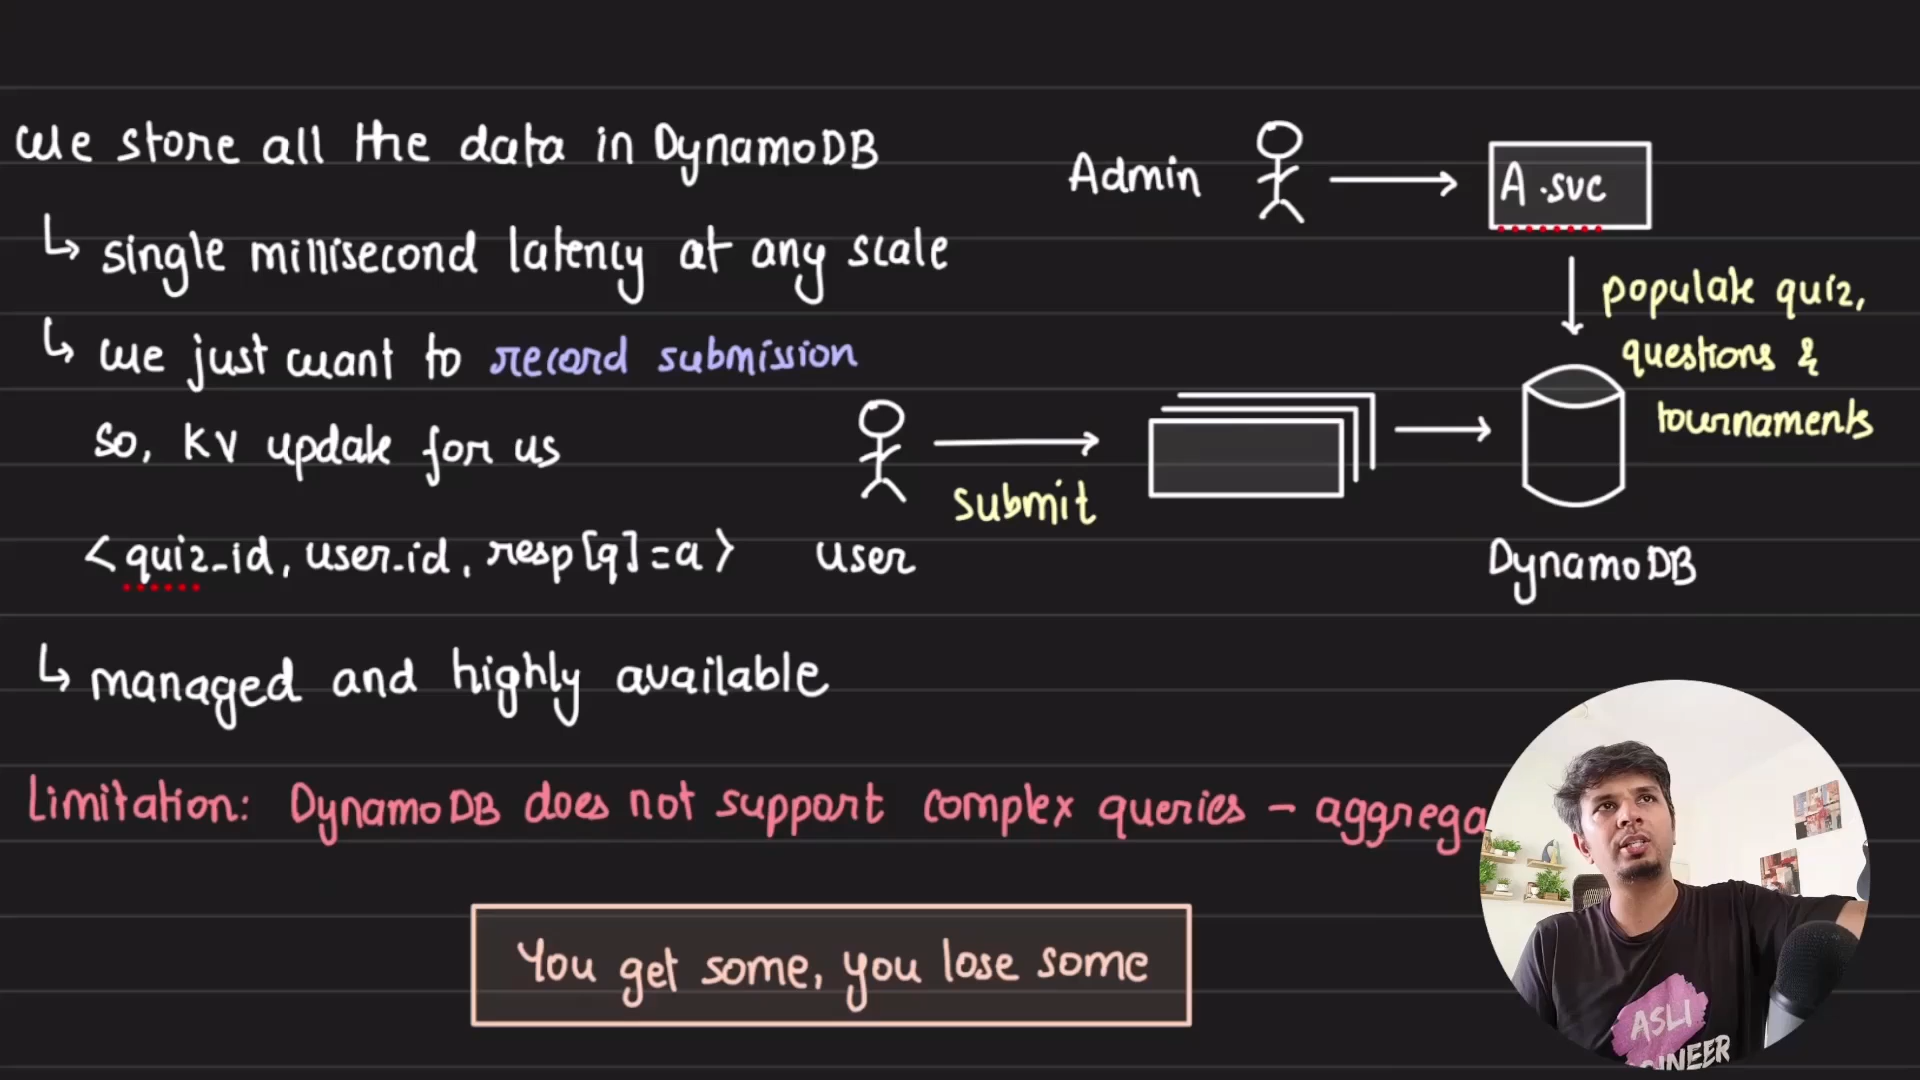 We store all the data in DynamoDB
↳ single millisecond latency at any scale
↳ we just want to record submission
so, KV update for us
<quiz_id, user_id, resp[q]=a>
↳ managed and highly available
Admin
A.svc
populate quiz,
questions &
tournaments
submit
user
DynamoDB
Limitation: DynamoDB does not support complex queries - aggrega
You get some, you lose some
ASLI
GINEER